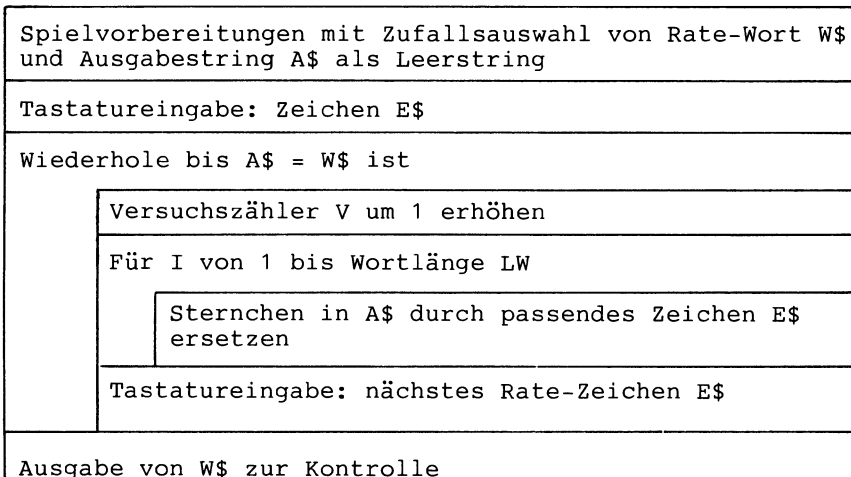 Spielvorbereitungen mit Zufallsauswahl von Rate-Wort W$
und Ausgabestring A$ als Leerstring
Tastatureingabe: Zeichen E$
Wiederhole bis A$ = W$ ist
Versuchszähler V um 1 erhöhen
Für I von 1 bis Wortlänge LW
Sternchen in A$ durch passendes Zeichen E$
ersetzen
Tastatureingabe: nächstes Rate-Zeichen E$
Ausgabe von W$ zur Kontrolle